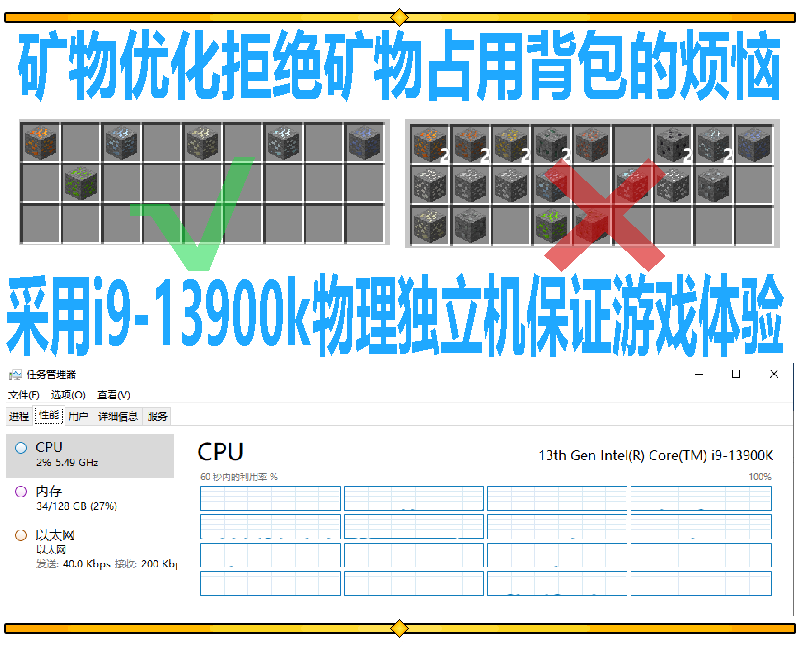 矿物优化拒绝矿物占用背包的烦恼
2 2 2 2 2 2
采用i9-13900k物理独立机保证游戏体验
任务管理器
文件(F) 选项(O) 查看(V)
进程 性能 用户 详细信息 服务
CPU
2% 5.49 GHz
内存
34/128 GB (27%)
以太网
以太网
发送: 40.0 Kbps 接收: 200 Kbp
CPU 13th Gen Intel(R) Core(TM) i9-13900K
60 秒内的利用率 % 100%